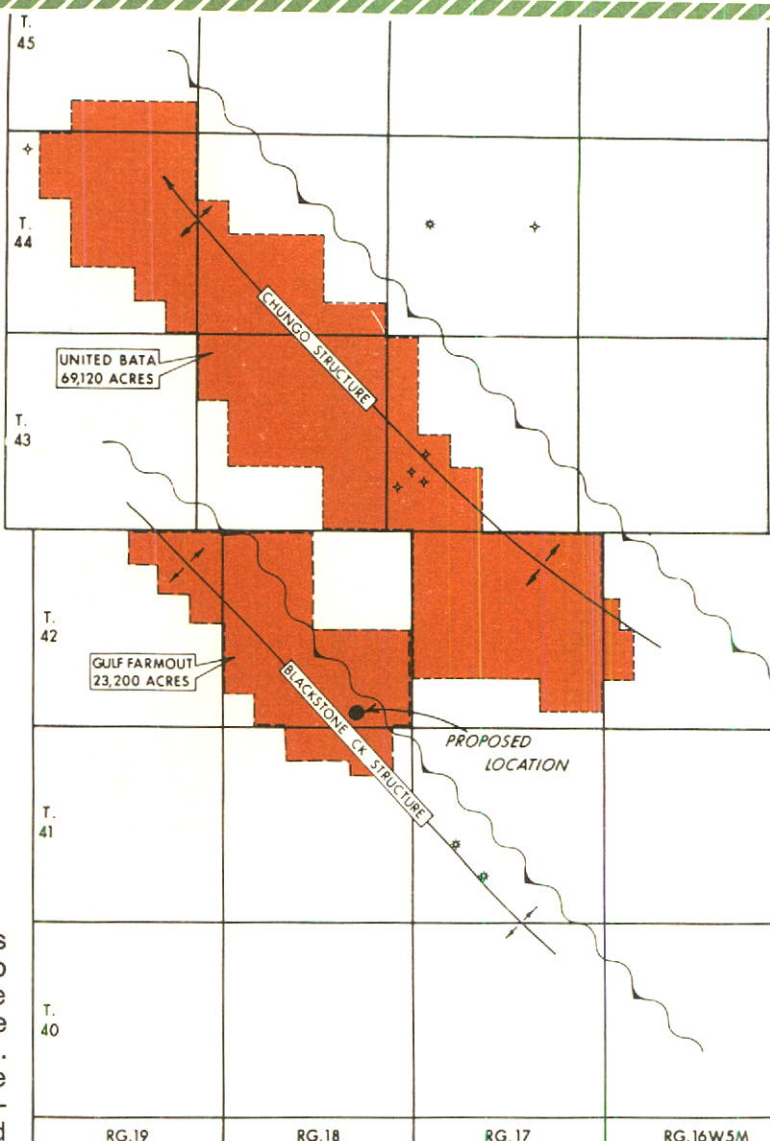 T.
45
T.
44
CHUNGO STRUCTURE
UNITED BATA
69,120 ACRES
T.
43
T.
42
GULF FARMOUT
23,200 ACRES
BLACKSTONE CK STRUCTURE
PROPOSED
LOCATION
T.
41
T.
40
RG.19
RG.18
RG.17
RG.16W5M